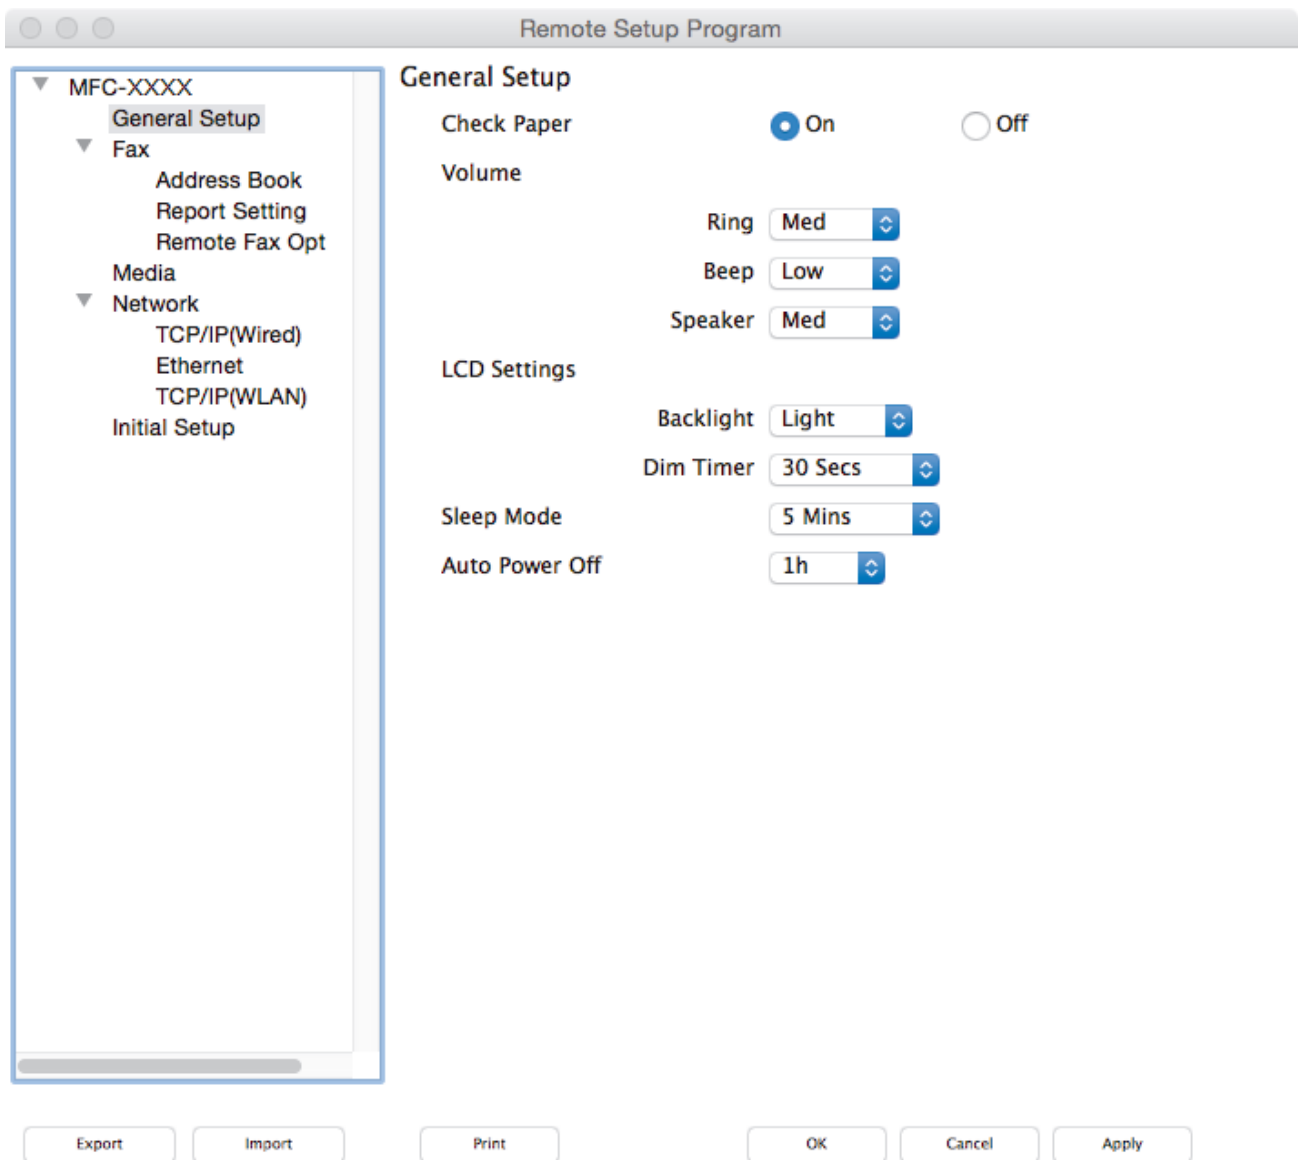 Remote Setup Program
MFC-XXXX
General Setup
Fax
Address Book
Report Setting
Remote Fax Opt
Media
Network
TCP/IP(Wired)
Ethernet
TCP/IP(WLAN)
Initial Setup
General Setup
Check Paper On Off
Volume
Ring Med
Beep Low
Speaker Med
LCD Settings
Backlight Light
Dim Timer 30 Secs
Sleep Mode 5 Mins
Auto Power Off 1h
Export Import Print OK Cancel Apply